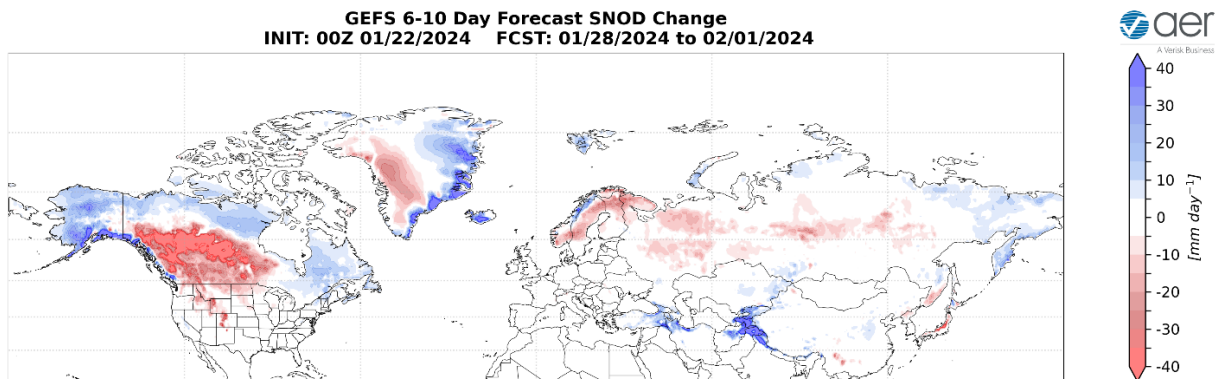 GEFS 6-10 Day Forecast SNOD Change
INIT: 00Z 01/22/2024    FCST: 01/28/2024 to 02/01/2024
aer
A Verisk Business
40
30
20
10
0
-10
-20
-30
-40
[mm day⁻¹]